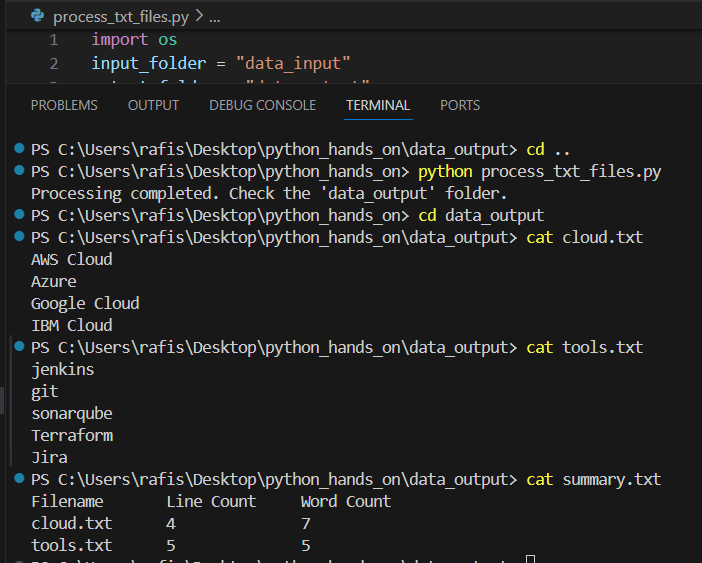 process_txt_files.py > ...
1 import os
2 input_folder = "data_input"
PROBLEMS OUTPUT DEBUG CONSOLE TERMINAL PORTS
PS C:\Users\rafis\Desktop\python_hands_on\data_output> cd ..
PS C:\Users\rafis\Desktop\python_hands_on> python process_txt_files.py
Processing completed. Check the 'data_output' folder.
PS C:\Users\rafis\Desktop\python_hands_on> cd data_output
PS C:\Users\rafis\Desktop\python_hands_on\data_output> cat cloud.txt
AWS Cloud
Azure
Google Cloud
IBM Cloud
PS C:\Users\rafis\Desktop\python_hands_on\data_output> cat tools.txt
jenkins
git
sonarqube
Terraform
Jira
PS C:\Users\rafis\Desktop\python_hands_on\data_output> cat summary.txt
Filename Line Count Word Count
cloud.txt 4 7
tools.txt 5 5